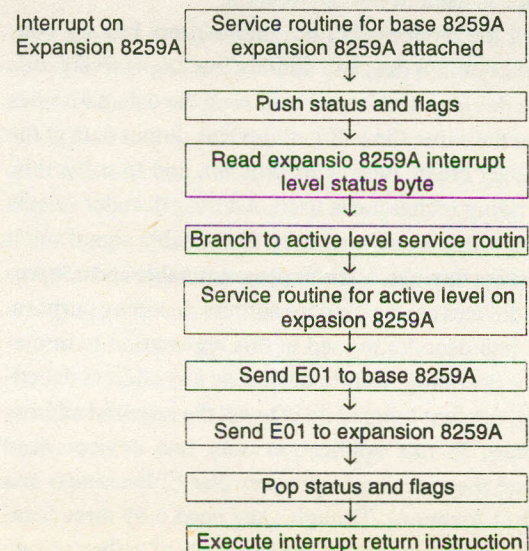 Interrupt on
Expansion 8259A
Service routine for base 8259A
expansion 8259A attached
Push status and flags
Read expansio 8259A interrupt
level status byte
Branch to active level service routin
Service routine for active level on
expasion 8259A
Send E01 to base 8259A
Send E01 to expansion 8259A
Pop status and flags
Execute interrupt return instruction